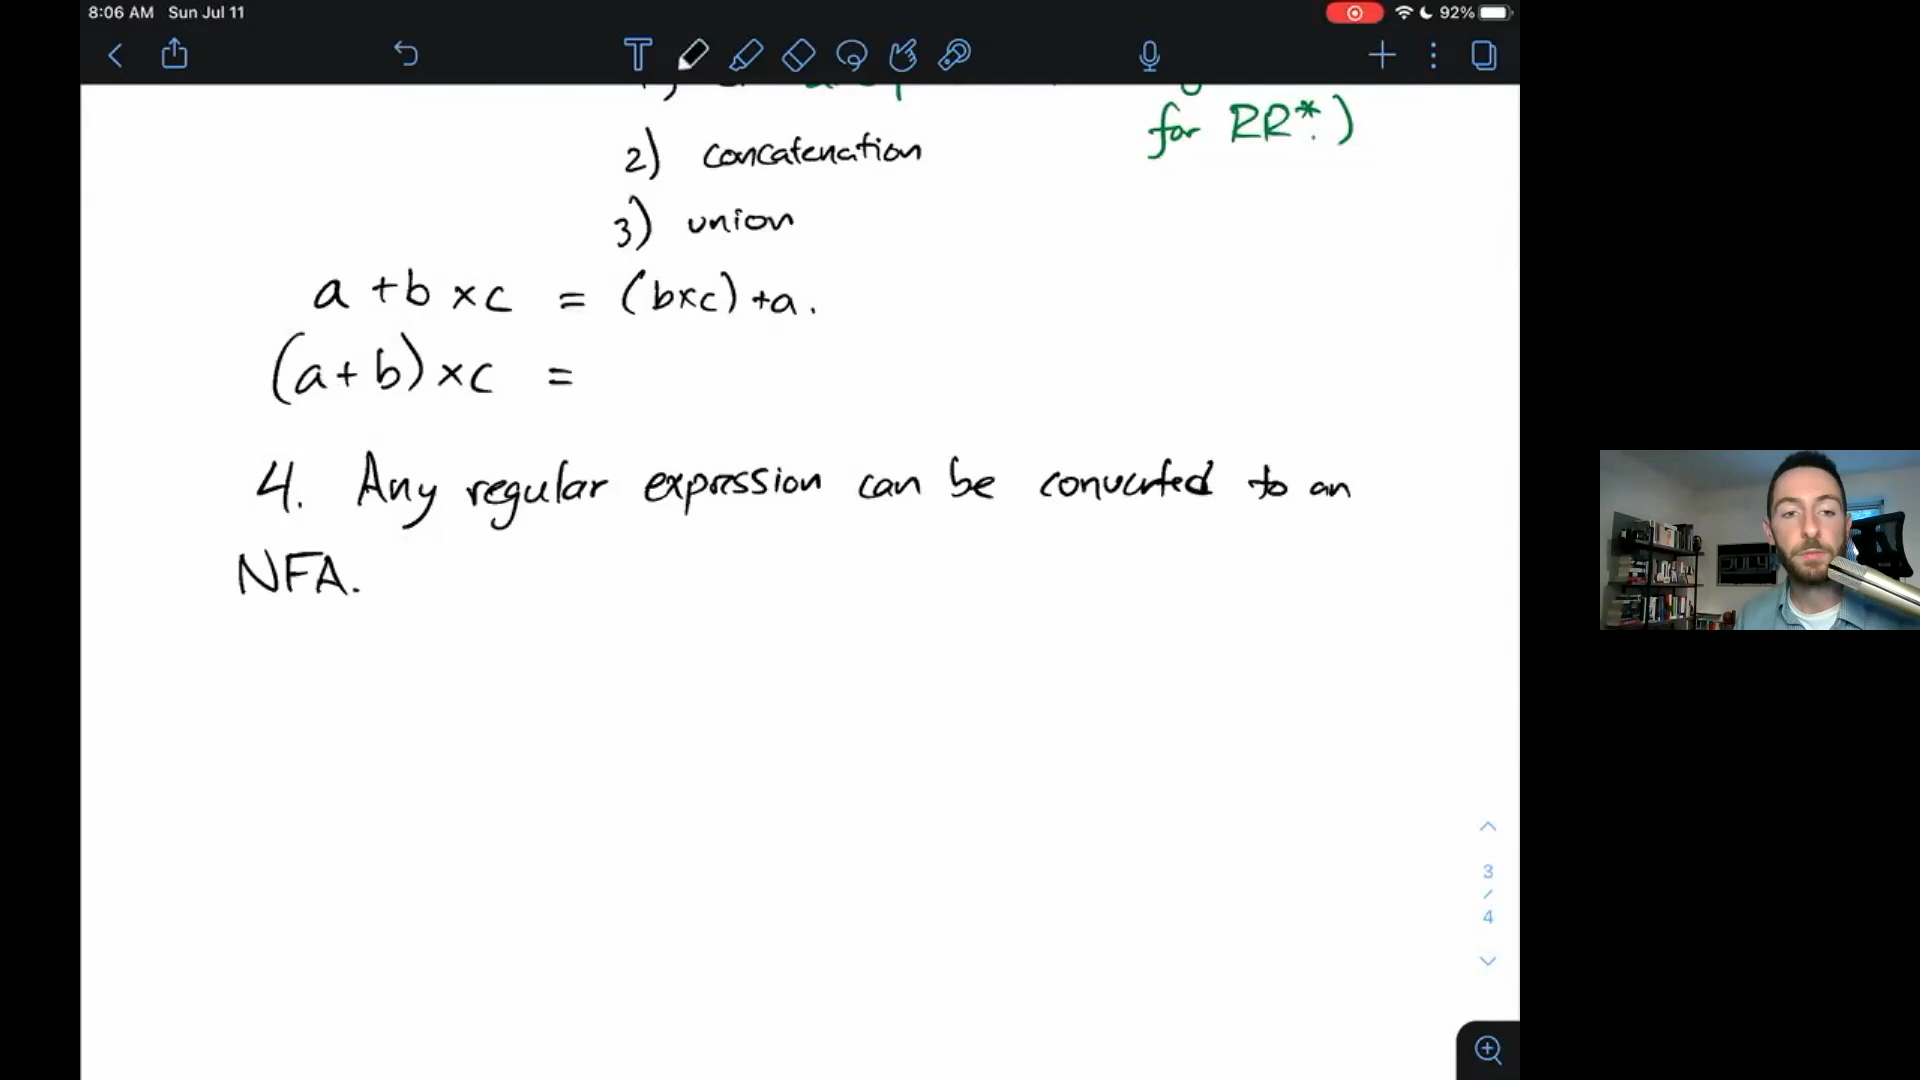 8:06 AM Sun Jul 11
92%
for RR*.)
2) concatenation
3) union
a + b × c = (b×c) + a.
(a + b) × c =
4. Any regular expression can be converted to an
NFA.
3
/
4